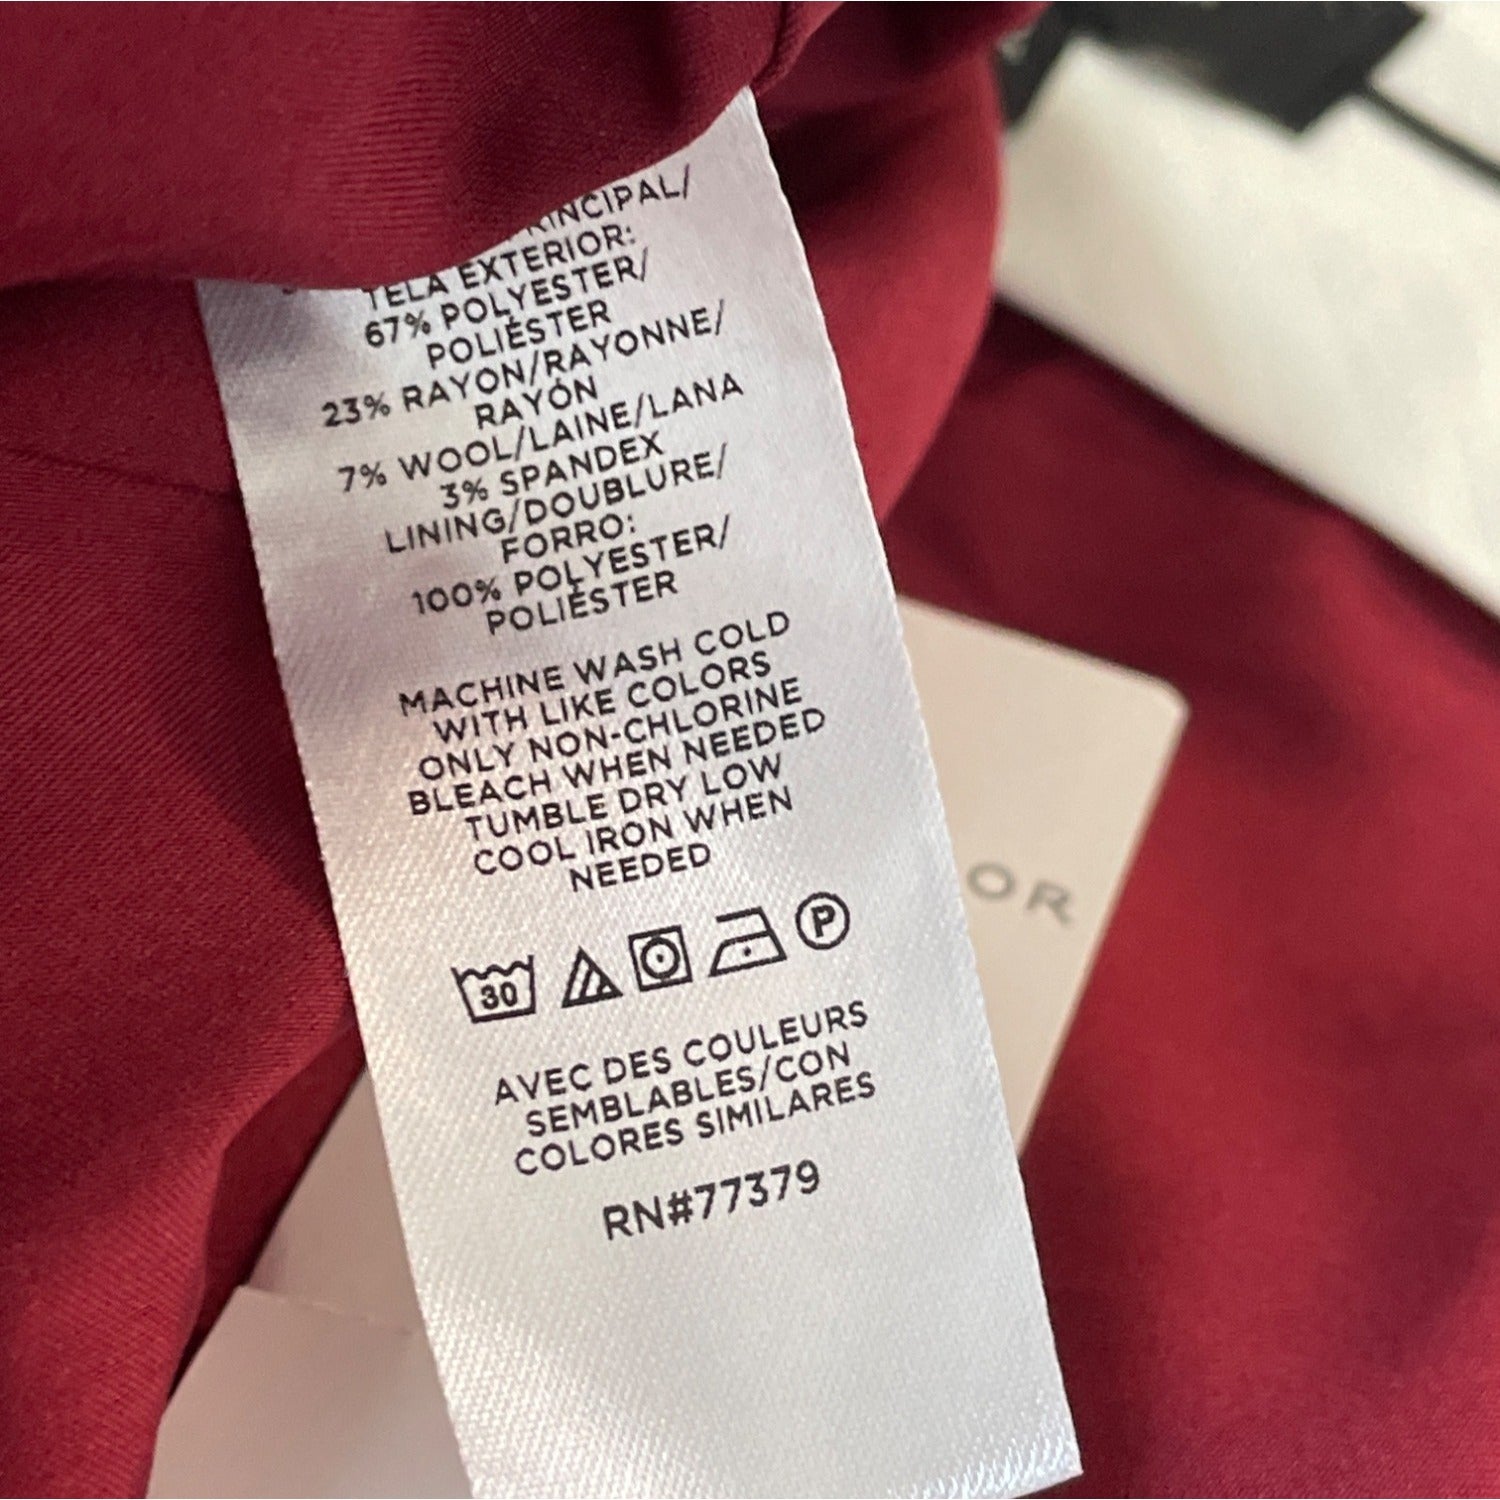 TELA EXTERIOR:
67% POLYESTER/
POLIÉSTER
23% RAYON/RAYONNE/
RAYÓN
7% WOOL/LAINE/LANA
3% SPANDEX
LINING/DOUBLURE/
FORRO:
100% POLYESTER/
POLIÉSTER
MACHINE WASH COLD
WITH LIKE COLORS
ONLY NON-CHLORINE
BLEACH WHEN NEEDED
TUMBLE DRY LOW
COOL IRON WHEN
NEEDED
30 P
AVEC DES COULEURS
SEMBLABLES/CON
COLORES SIMILARES
RN#77379
OR